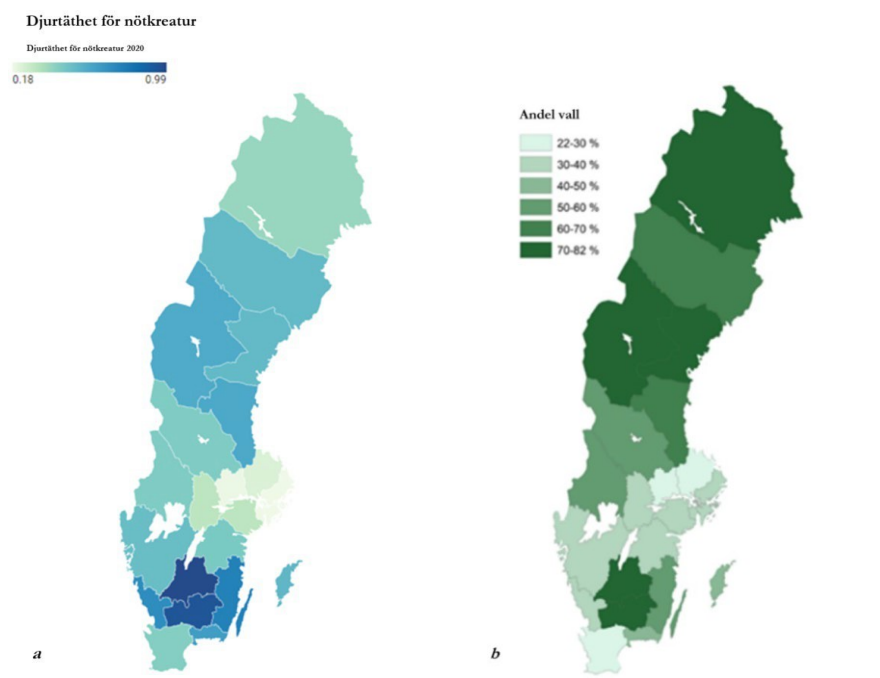 Djurtäthet för nötkreatur
Djurtäthet för nötkreatur 2020
0.18 0.99
Andel vall
22-30 %
30-40 %
40-50 %
50-60 %
60-70 %
70-82 %
a
b